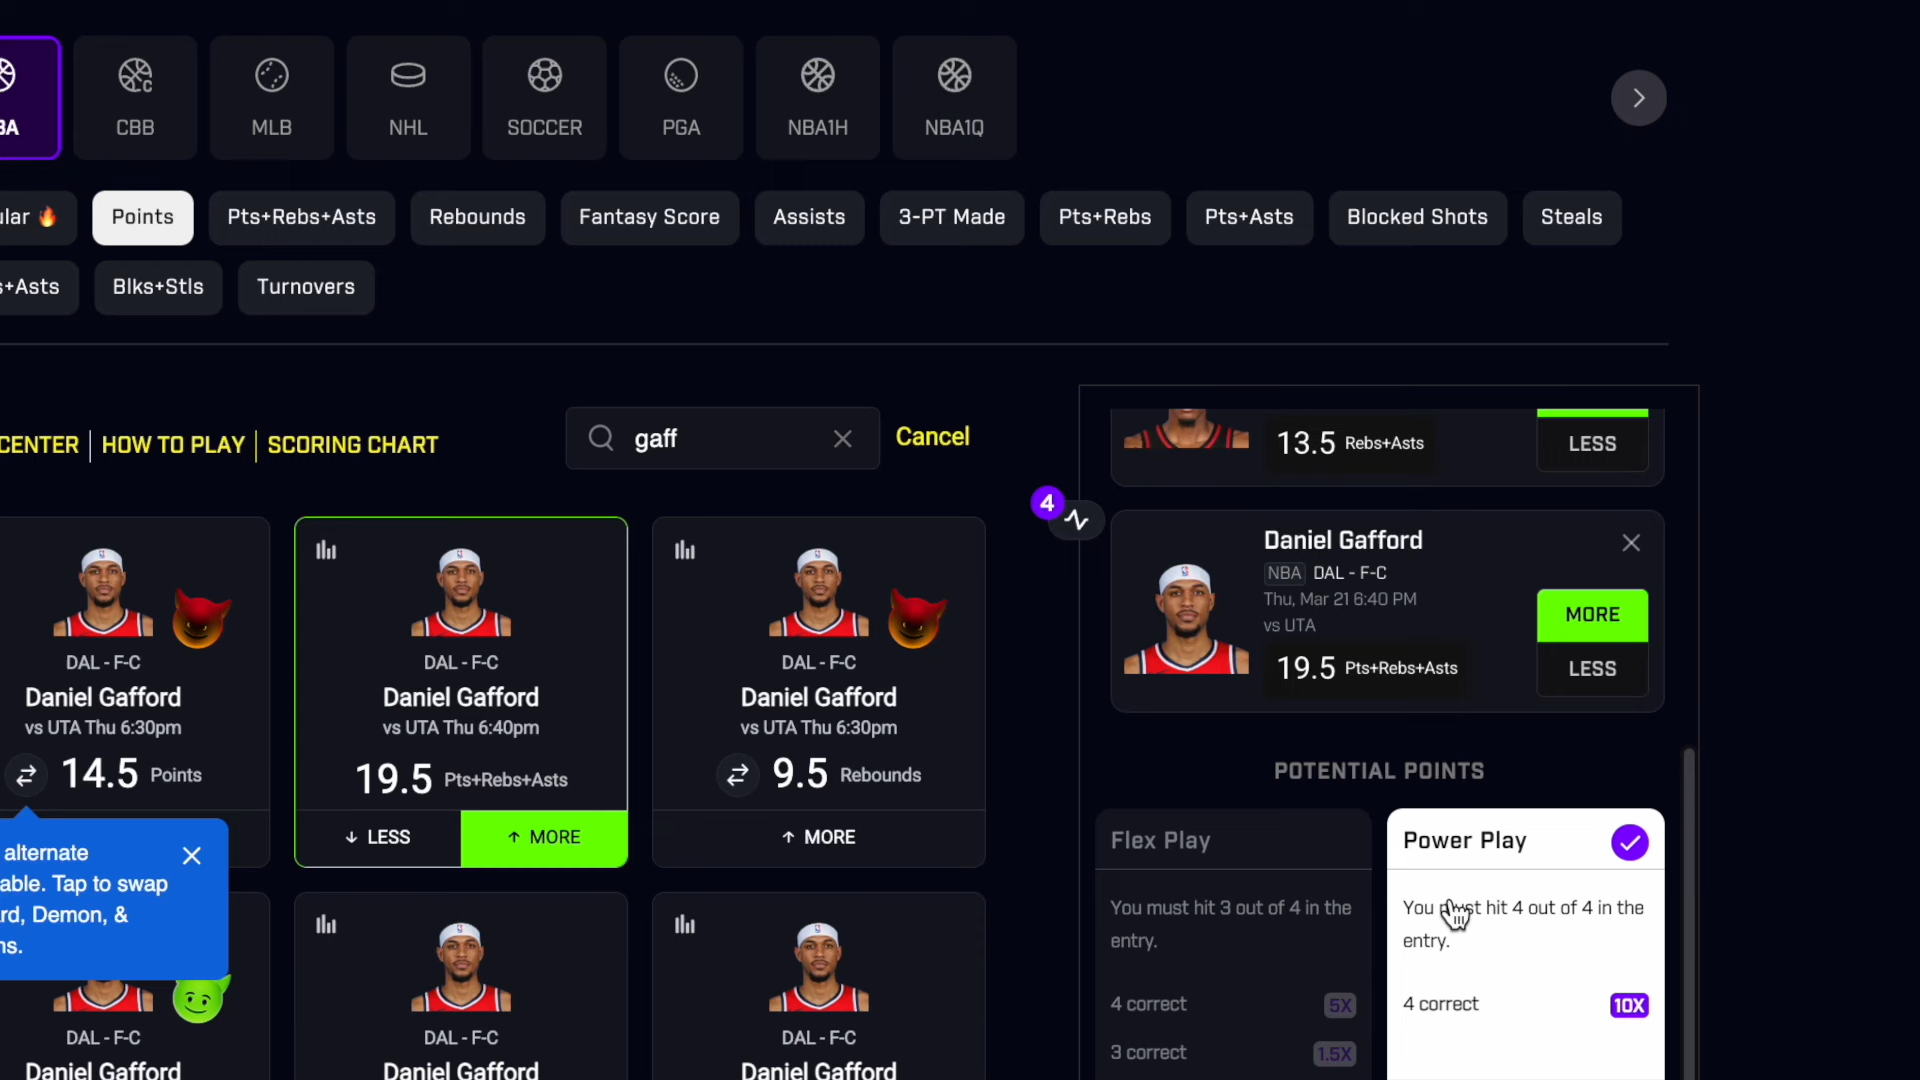 BA
CBB
MLB
NHL
SOCCER
PGA
NBA1H
NBA1Q
ular 🔥
Points
Pts+Rebs+Asts
Rebounds
Fantasy Score
Assists
3-PT Made
Pts+Rebs
Pts+Asts
Blocked Shots
Steals
s+Asts
Blks+Stls
Turnovers
CENTER
HOW TO PLAY
SCORING CHART
gaff
Cancel
DAL - F-C
Daniel Gafford
vs UTA Thu 6:30pm
14.5 Points
DAL - F-C
Daniel Gafford
vs UTA Thu 6:40pm
19.5 Pts+Rebs+Asts
↓ LESS
↑ MORE
DAL - F-C
Daniel Gafford
vs UTA Thu 6:30pm
9.5 Rebounds
↑ MORE
alternate
able. Tap to swap
rd, Demon, &
ns.
DAL - F-C
Daniel Gafford
DAL - F-C
Daniel Gafford
DAL - F-C
Daniel Gafford
4
13.5 Rebs+Asts
LESS
Daniel Gafford
NBA DAL - F-C
Thu, Mar 21 6:40 PM
vs UTA
19.5 Pts+Rebs+Asts
MORE
LESS
POTENTIAL POINTS
Flex Play
You must hit 3 out of 4 in the
entry.
4 correct 5X
3 correct 1.5X
Power Play
You must hit 4 out of 4 in the
entry.
4 correct 10X